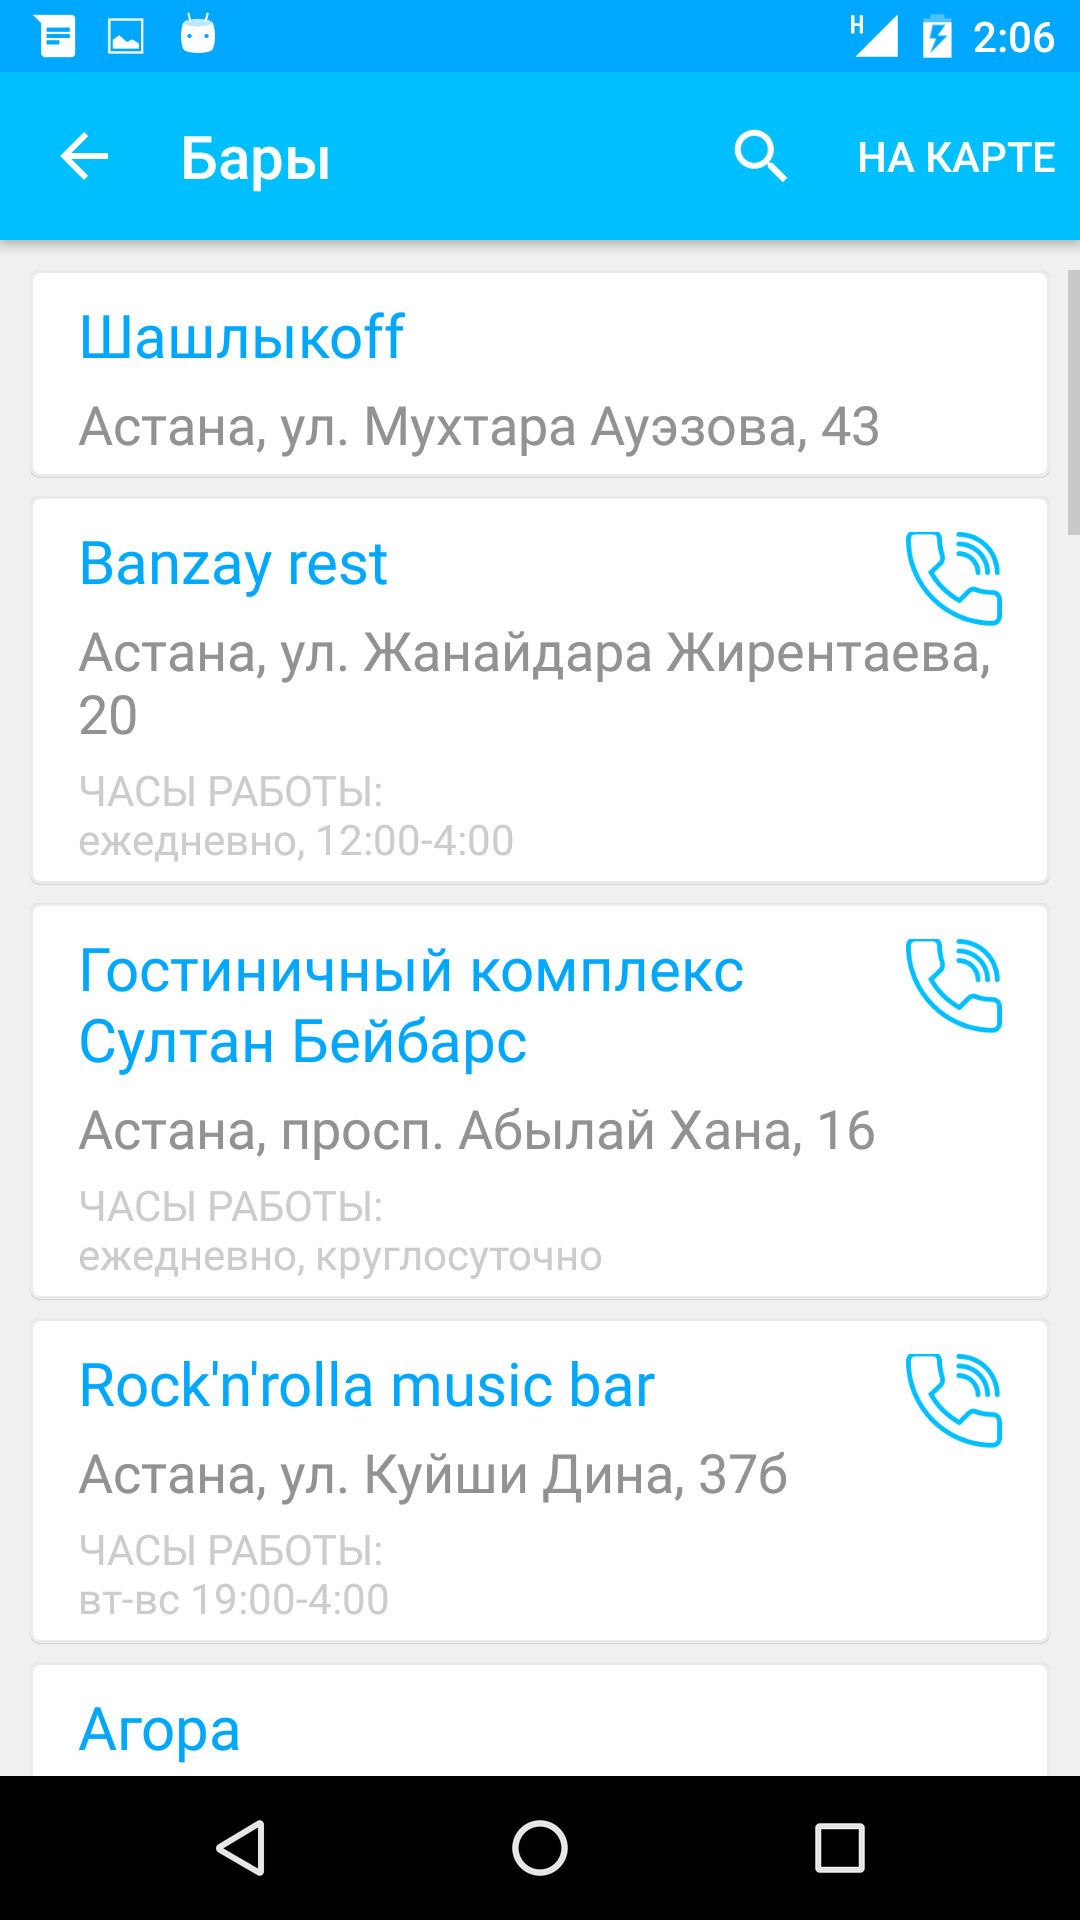 H
2:06
Бары
НА КАРТЕ
Шашлыкoff
Астана, ул. Мухтара Ауэзова, 43
Banzay rest
Астана, ул. Жанайдара Жирентаева,
20
ЧАСЫ РАБОТЫ:
ежедневно, 12:00-4:00
Гостиничный комплекс
Султан Бейбарс
Астана, просп. Абылай Хана, 16
ЧАСЫ РАБОТЫ:
ежедневно, круглосуточно
Rock'n'rolla music bar
Астана, ул. Куйши Дина, 37б
ЧАСЫ РАБОТЫ:
вт-вс 19:00-4:00
Агора